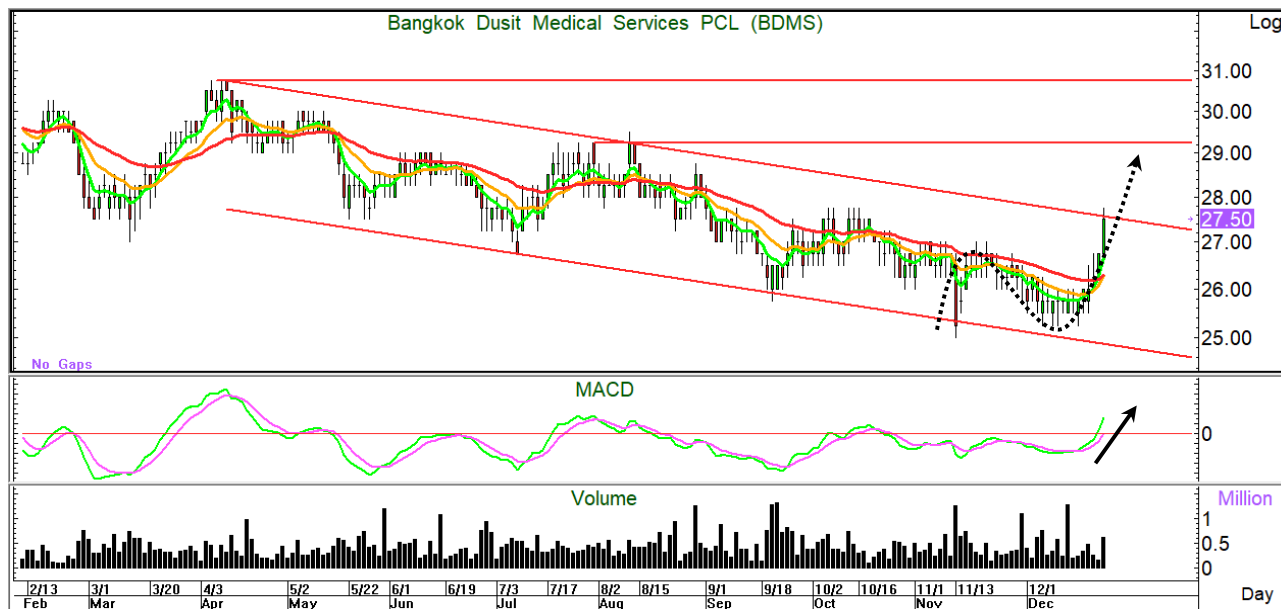 Bangkok Dusit Medical Services PCL (BDMS)
Log
31.00
30.00
29.00
28.00
27.50
27.00
26.00
25.00
No Gaps
MACD
0
Volume
Million
1
0.5
0
2/13 3/1 3/20 4/3 5/2 5/22 6/1 6/19 7/3 7/17 8/2 8/15 9/1 9/18 10/2 10/16 11/1 11/13 12/1
Feb Mar Apr May Jun Jul Aug Sep Oct Nov Dec
Day